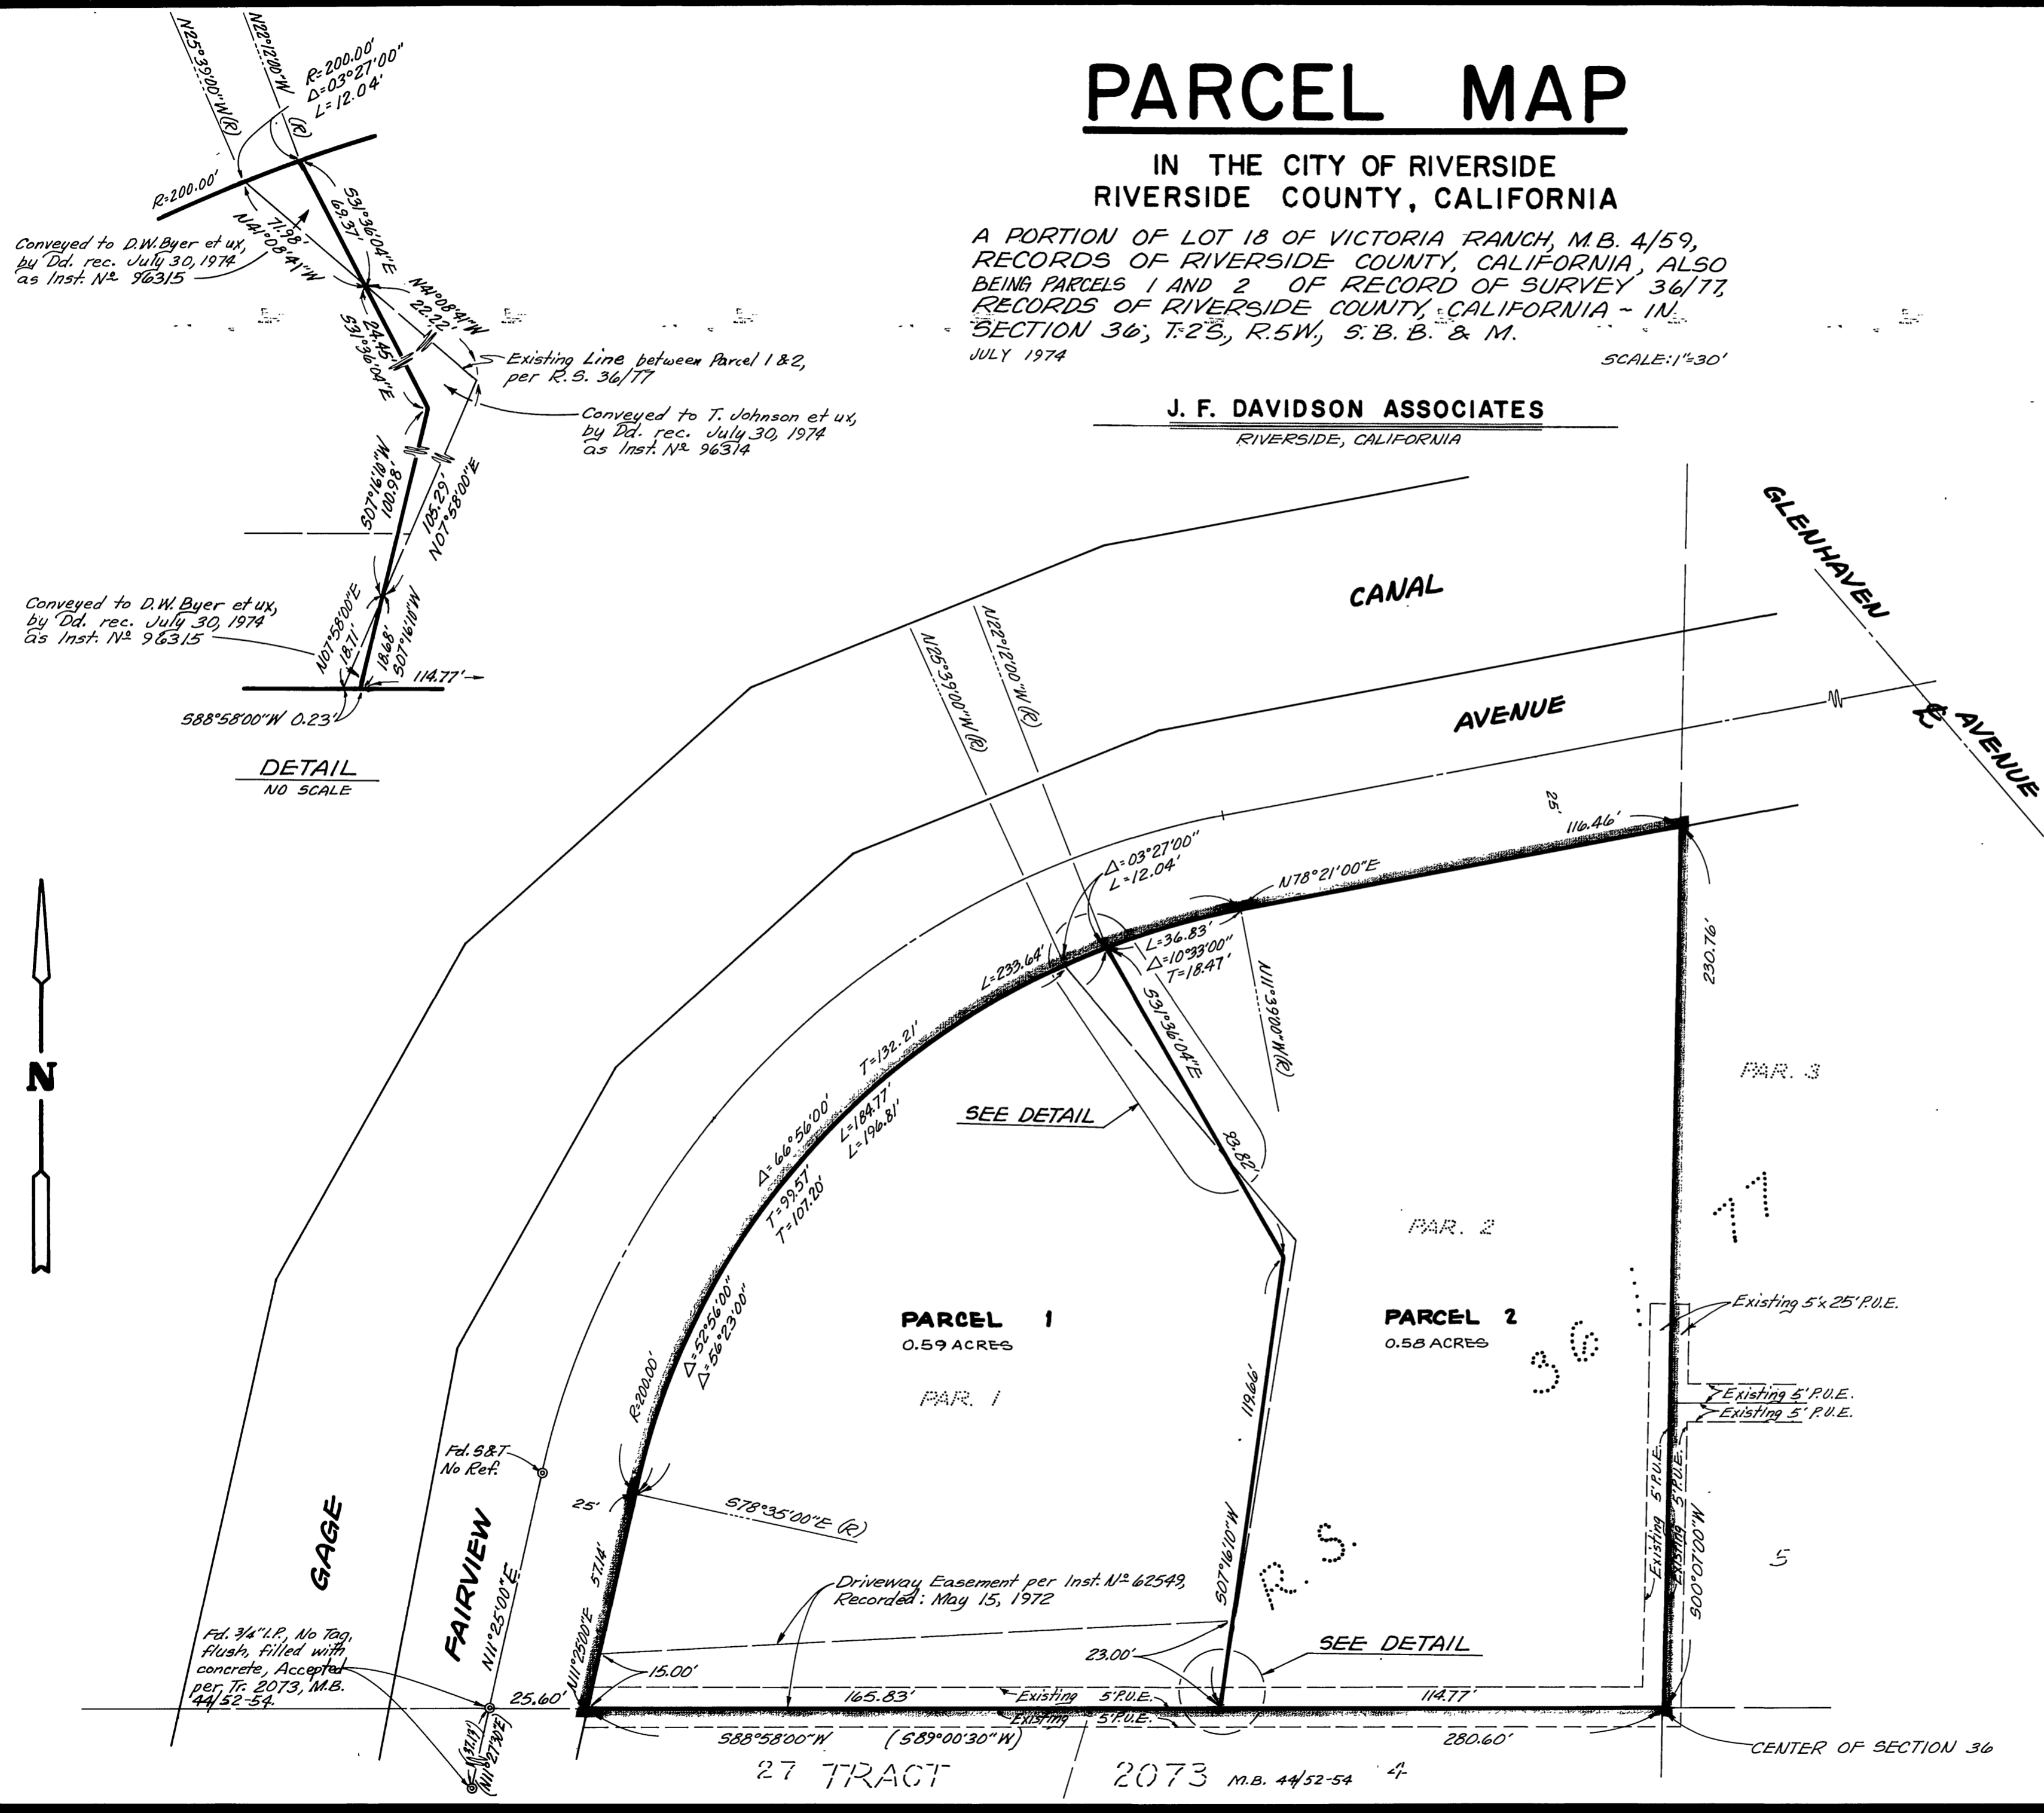 PARCEL MAP
IN THE CITY OF RIVERSIDE
RIVERSIDE COUNTY, CALIFORNIA
A PORTION OF LOT 18 OF VICTORIA RANCH, M.B. 4/59,
RECORDS OF RIVERSIDE COUNTY, CALIFORNIA, ALSO
BEING PARCELS 1 AND 2 OF RECORD OF SURVEY 36/77,
RECORDS OF RIVERSIDE COUNTY, CALIFORNIA ~ IN
SECTION 36, T.2S., R.5W., S.B.B. & M.
JULY 1974
SCALE: 1"=30'
J. F. DAVIDSON ASSOCIATES
RIVERSIDE, CALIFORNIA
N25°39'00"W(R)
N22°12'00"W
(R)
R=200.00'
Δ=03°27'00"
L=12.04'
R=200.00'
S31°36'04"E
69.37'
71.98'
N41°08'41"W
Conveyed to D.W. Byer et ux,
by Dd. rec. July 30, 1974
as Inst. Nº 96315
N41°08'41"W
22.22'
24.45'
S31°36'04"E
Existing Line between Parcel 1 & 2,
per R.S. 36/77
Conveyed to T. Johnson et ux,
by Dd. rec. July 30, 1974
as Inst. Nº 96314
S07°16'10"W
100.98'
105.29'
N07°58'00"E
Conveyed to D.W. Byer et ux,
by Dd. rec. July 30, 1974
as Inst. Nº 96315
N07°58'00"E
18.71'
18.68'
S07°16'10"W
114.77'
S88°58'00"W 0.23'
DETAIL
NO SCALE
GLENHAVEN
AVENUE
℄
CANAL
AVENUE
N25°39'00"W (R)
N22°12'00"W (R)
25'
116.46'
Δ=03°27'00"
L=12.04'
N78°21'00"E
L=36.83'
Δ=10°33'00"
T=18.47'
N11°39'00"W(R)
L=233.64'
230.76'
N
T=132.21'
S31°36'04"E
PAR. 3
SEE DETAIL
Δ=66°56'00'
L=184.77'
L=196.81'
93.82'
T=99.57'
T=107.20'
PAR. 2
77
Δ=52°56'00"
Δ=56°23'00"
PARCEL 1
0.59 ACRES
PARCEL 2
0.58 ACRES
Existing 5'x25' P.U.E.
36
R=200.00'
PAR. 1
119.66'
Existing 5' P.U.E.
Existing 5' P.U.E.
Fd. S&T
No Ref.
Existing 5' P.U.E.
Existing 5' P.U.E.
25'
S78°35'00"E (R)
GAGE
FAIRVIEW
N11°25'00"E
57.14'
N11°25'00"E
S07°16'10"W
R. S.
S00°07'00"W
5
Driveway Easement per Inst. Nº 62549,
Recorded: May 15, 1972
Fd. 3/4" I.P., No Tag,
flush, filled with
concrete, Accepted
per Tr. 2073, M.B.
44/52-54.
15.00'
23.00'
SEE DETAIL
25.60'
165.83'
Existing 5'P.U.E.
114.77'
Existing 5'P.U.E.
(37.19')
(N11°27'30"E)
S88°58'00"W
(S89°00'30"W)
280.60'
CENTER OF SECTION 36
27 TRACT 2073 M.B. 44/52-54 4